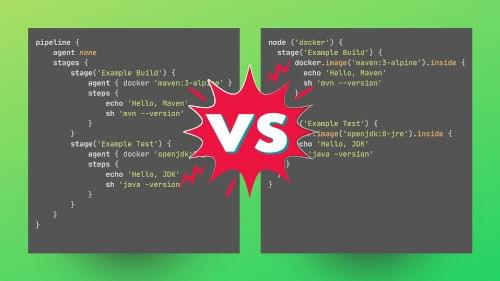 pipeline {
agent none
stages {
stage('Example Build') {
agent { docker 'maven:3-alpine' }
steps {
echo 'Hello, Maven'
sh 'mvn --version'
}
}
stage('Example Test') {
agent { docker 'openjdk:
steps {
echo 'Hello, JDK'
sh 'java -version'
}
}
}
}
VS
node ('docker') {
stage('Example Build') {
docker.image('maven:3-alpine').inside {
echo 'Hello, Maven'
sh 'mvn --version'
}
'Example Test') {
.image('openjdk:8-jre').inside {
echo 'Hello, JDK'
'java -version'
}